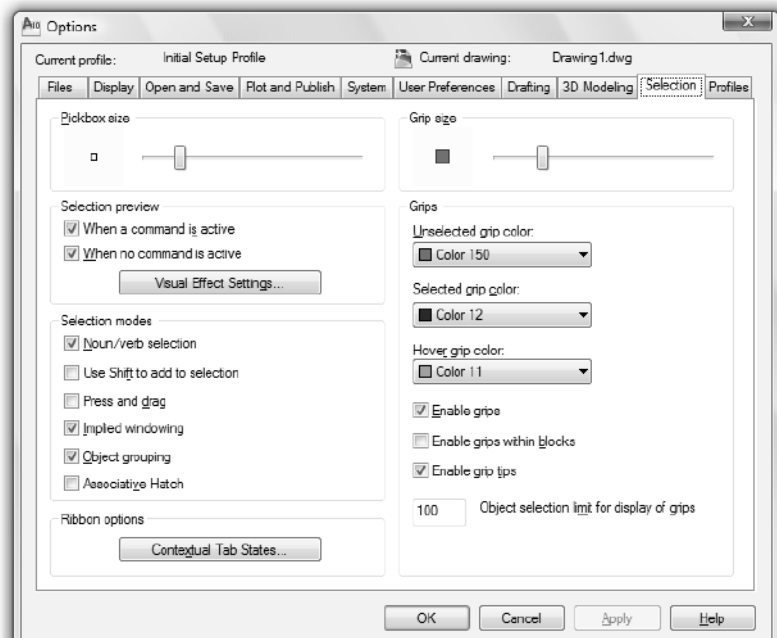 A10 Options X
Current profile: Initial Setup Profile Current drawing: Drawing1.dwg
Files Display Open and Save Plot and Publish System User Preferences Drafting 3D Modeling Selection Profiles
Pickbox size
Grip size
Selection preview
When a command is active
When no command is active
Visual Effect Settings...
Selection modes
Noun/verb selection
Use Shift to add to selection
Press and drag
Implied windowing
Object grouping
Associative Hatch
Ribbon options
Contextual Tab States...
Grips
Unselected grip color:
Color 150
Selected grip color:
Color 12
Hover grip color:
Color 11
Enable grips
Enable grips within blocks
Enable grip tips
100 Object selection limit for display of grips
OK Cancel Apply Help